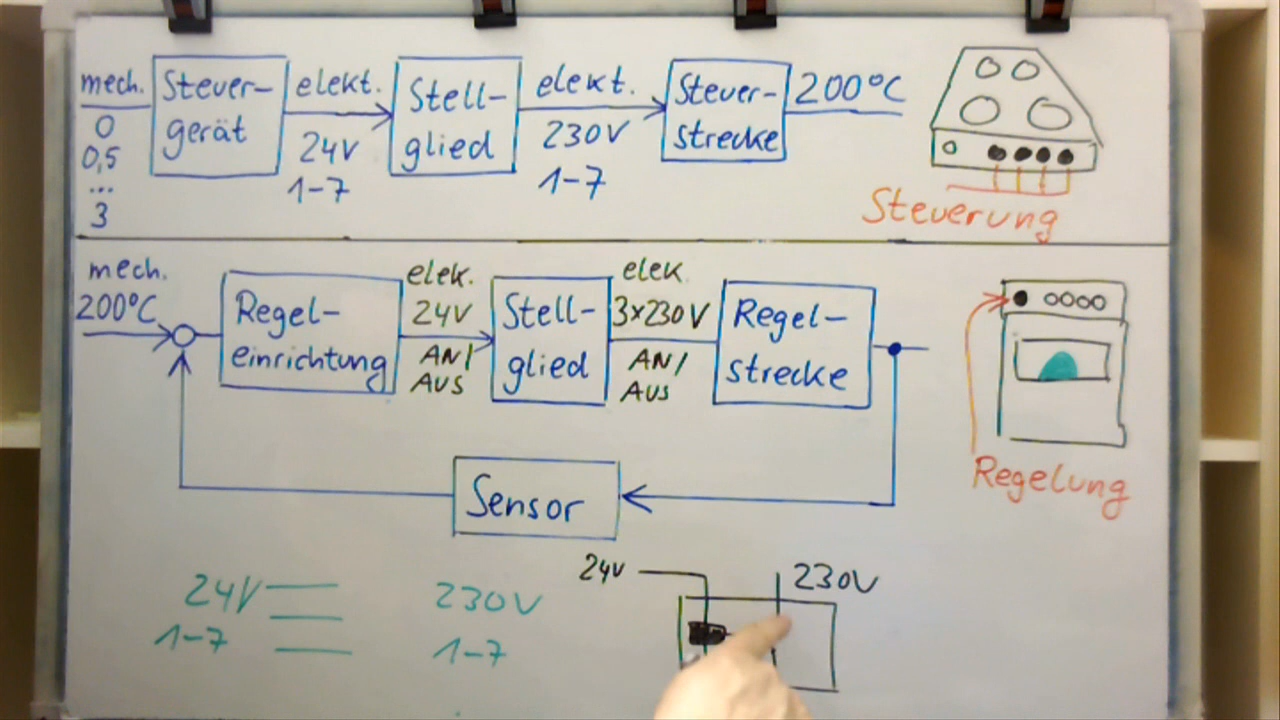 mech.
0
0,5
...
3
Steuer-
gerät
elekt.
24V
1-7
Stell-
glied
elekt.
230V
1-7
Steuer-
strecke
200°C
Steuerung
mech.
200°C
Regel-
einrichtung
elek.
24V
AN/
AUS
Stell-
glied
elek.
3x230V
AN/
AUS
Regel-
strecke
Regelung
Sensor
24V
1-7
230V
1-7
24V
230V